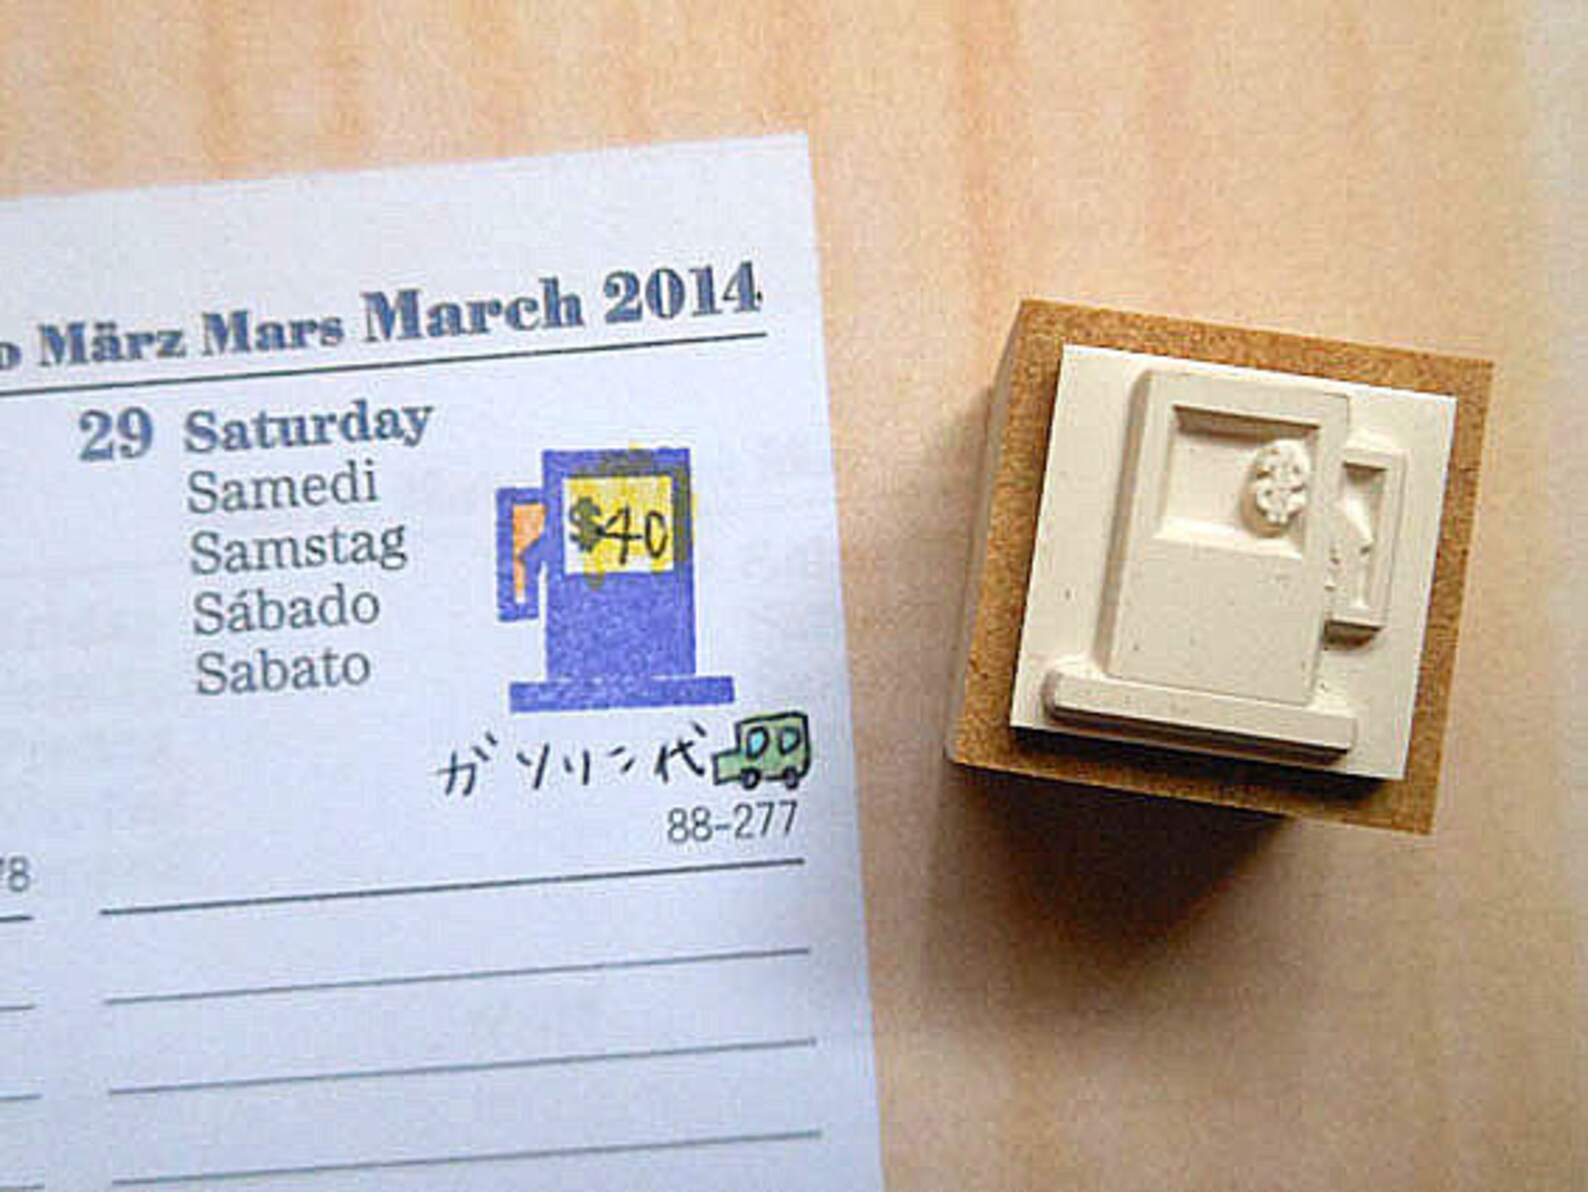 März Mars March 2014
29 Saturday
Samedi
Samstag
Sábado
Sabato
$40
ガソリン代
88-277
78